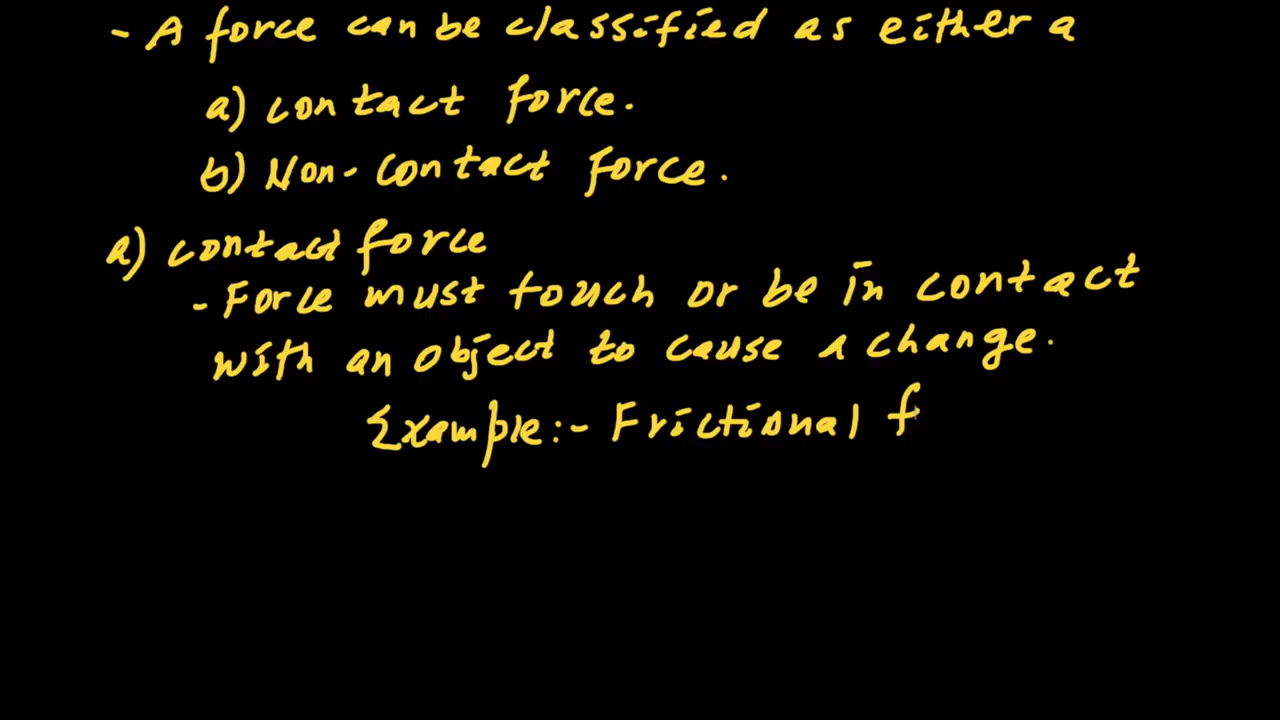 - A force can be classified as either a
a) contact force.
b) Non-contact force.
a) contact force
- Force must touch or be in contact
with an object to cause a change.
Example:- Frictional f